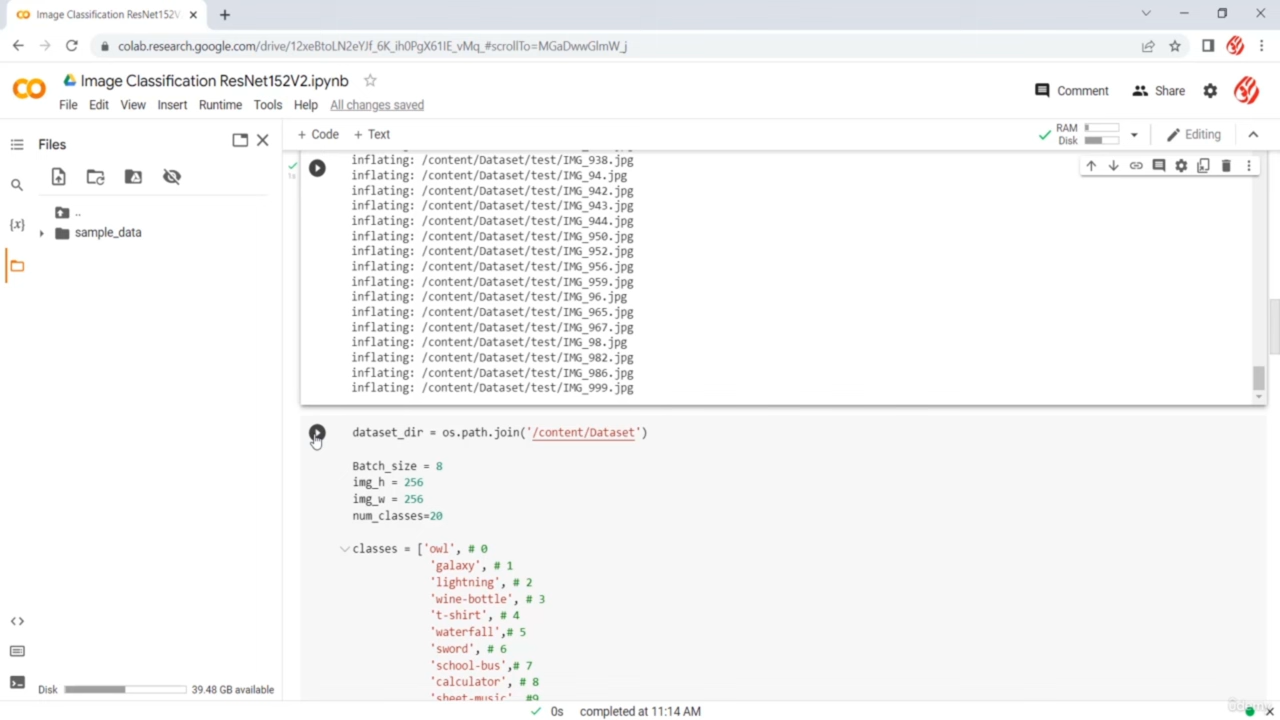 Image Classification ResNet152V
colab.research.google.com/drive/12xeBtoLN2eYJf_6K_ih0PgX61IE_vMq_#scrollTo=MGaDwwGlmW_j
Image Classification ResNet152V2.ipynb
File Edit View Insert Runtime Tools Help All changes saved
Comment Share
Files
+ Code + Text
RAM
Disk
Editing
..
sample_data
{x}
1s
inflating: /content/Dataset/test/IMG_938.jpg
inflating: /content/Dataset/test/IMG_94.jpg
inflating: /content/Dataset/test/IMG_942.jpg
inflating: /content/Dataset/test/IMG_943.jpg
inflating: /content/Dataset/test/IMG_944.jpg
inflating: /content/Dataset/test/IMG_950.jpg
inflating: /content/Dataset/test/IMG_952.jpg
inflating: /content/Dataset/test/IMG_956.jpg
inflating: /content/Dataset/test/IMG_959.jpg
inflating: /content/Dataset/test/IMG_96.jpg
inflating: /content/Dataset/test/IMG_965.jpg
inflating: /content/Dataset/test/IMG_967.jpg
inflating: /content/Dataset/test/IMG_98.jpg
inflating: /content/Dataset/test/IMG_982.jpg
inflating: /content/Dataset/test/IMG_986.jpg
inflating: /content/Dataset/test/IMG_999.jpg
dataset_dir = os.path.join('/content/Dataset')
Batch_size = 8
img_h = 256
img_w = 256
num_classes=20
classes = ['owl', # 0
'galaxy', # 1
'lightning', # 2
'wine-bottle', # 3
't-shirt', # 4
'waterfall',# 5
'sword', # 6
'school-bus',# 7
'calculator', # 8
'sheet-music', #9
Disk 39.48 GB available
0s completed at 11:14 AM
udemy